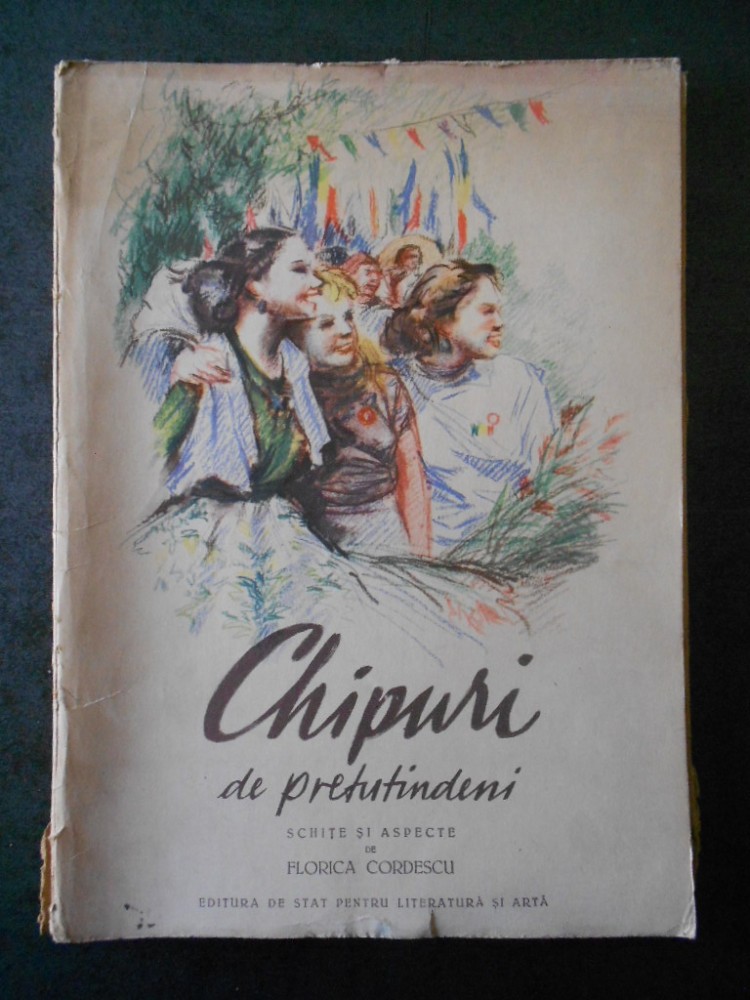 Chipuri
de pretutindeni
SCHIȚE ȘI ASPECTE
DE
FLORICA CORDESCU
EDITURA DE STAT PENTRU LITERATURĂ ȘI ARTĂ